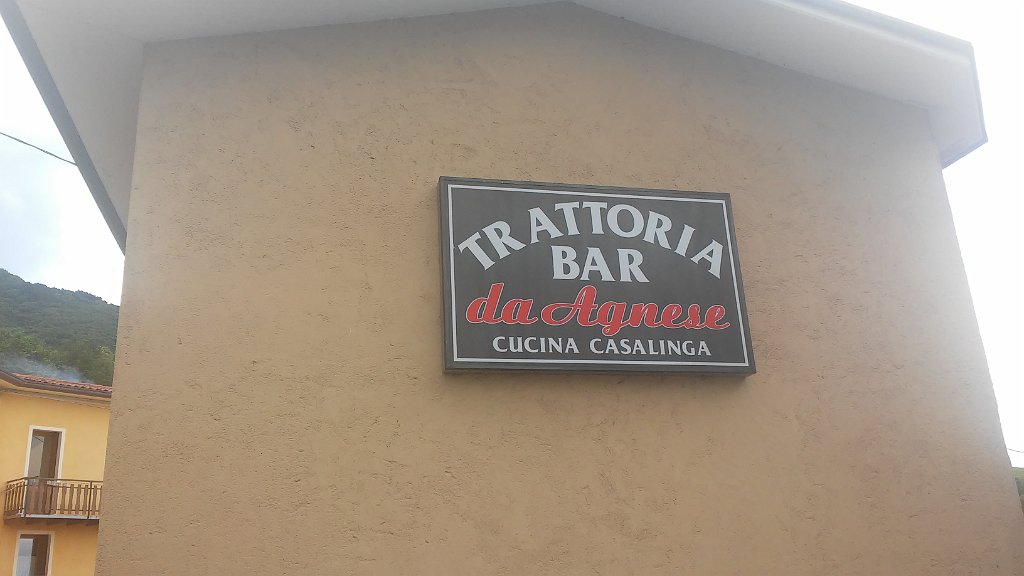 TRATTORIA
BAR
da Agnese
CUCINA CASALINGA